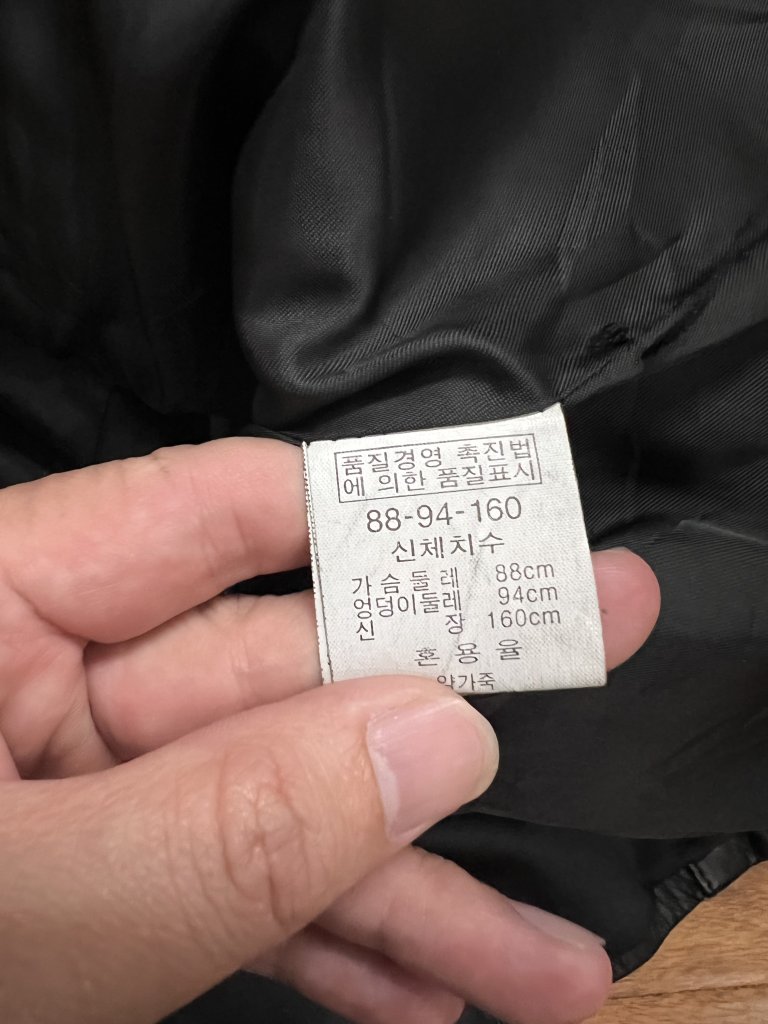 품질경영 촉진법
에 의한 품질표시
88-94-160
신체치수
가슴둘레 88cm
엉덩이둘레 94cm
신 장 160cm
혼용율
양가죽